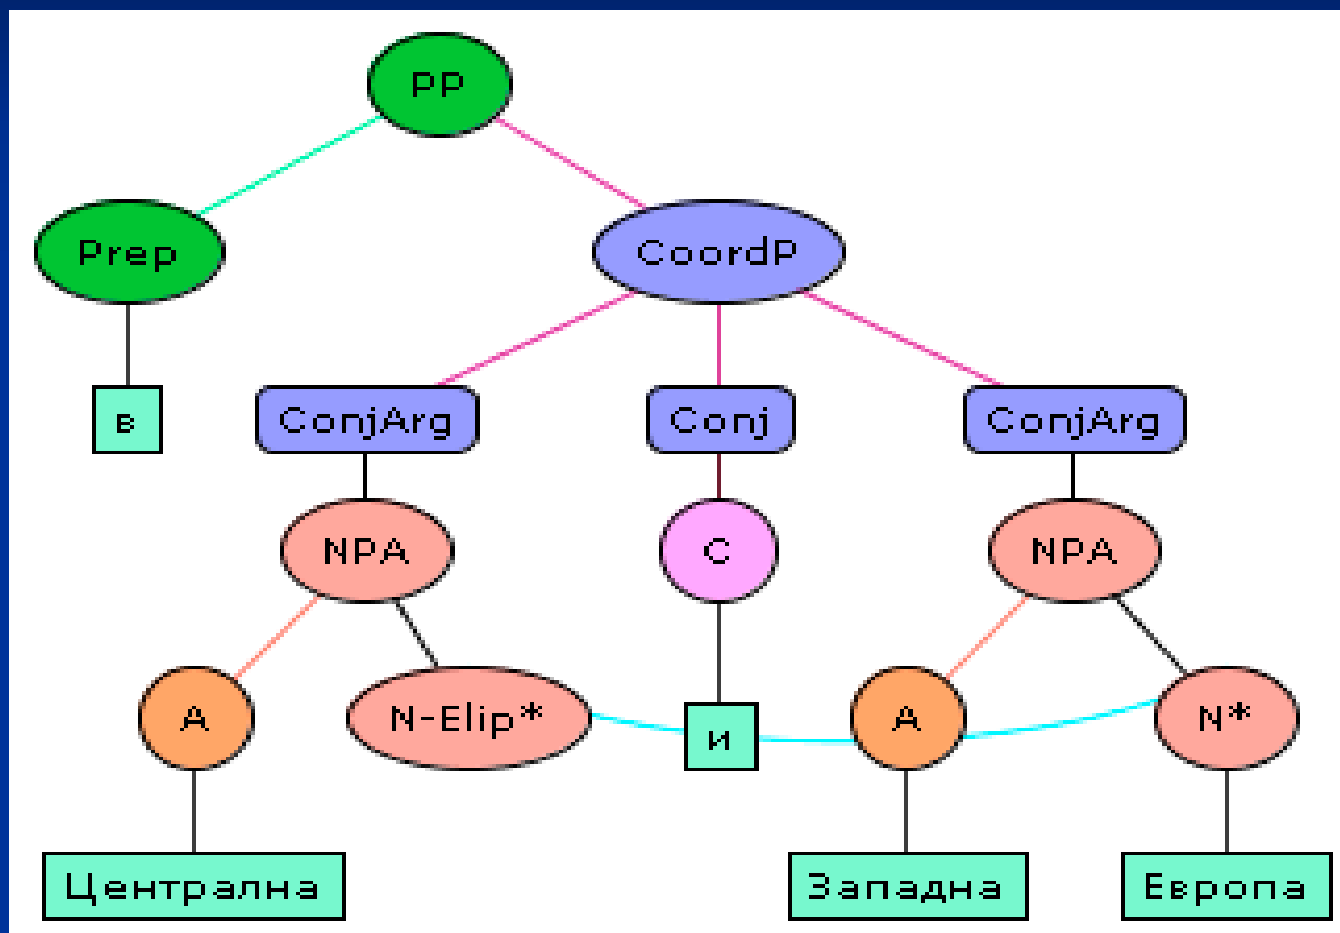 PP
Prep
CoordP
в
ConjArg
Conj
ConjArg
NPA
C
NPA
A
N-Elip*
и
A
N*
Централна
Западна
Европа